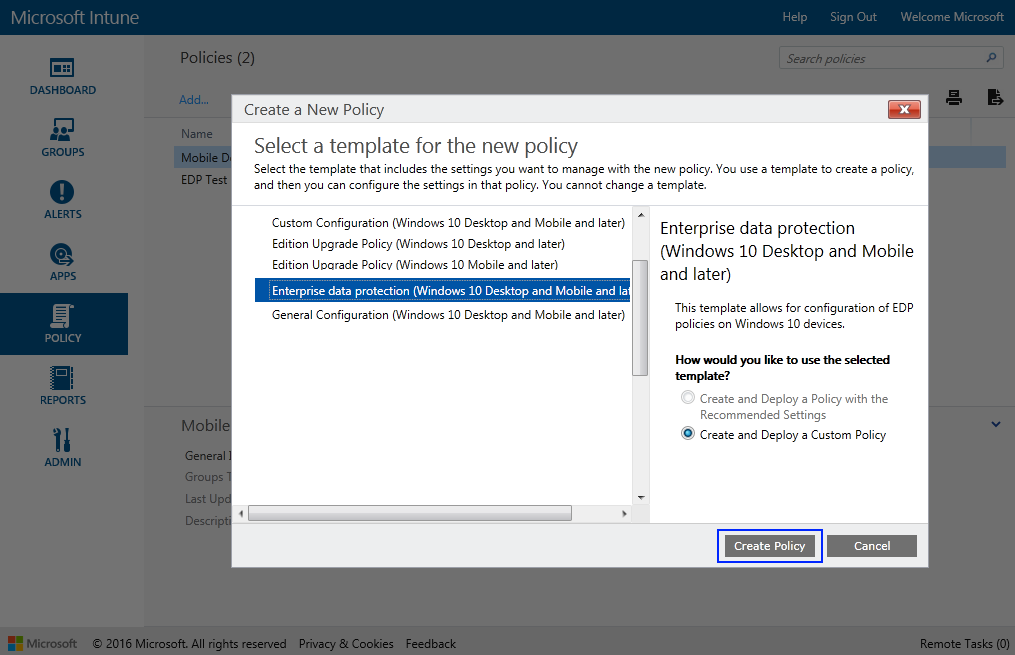 Microsoft Intune
Help Sign Out Welcome Microsoft
DASHBOARD
GROUPS
ALERTS
APPS
POLICY
REPORTS
ADMIN
Policies (2)
Search policies
Add...
Name
Mobile
EDP Test
Create a New Policy
Select a template for the new policy
Select the template that includes the settings you want to manage with the new policy. You use a template to create a policy,
and then you can configure the settings in that policy. You cannot change a template.
Custom Configuration (Windows 10 Desktop and Mobile and later)
Edition Upgrade Policy (Windows 10 Desktop and later)
Edition Upgrade Policy (Windows 10 Mobile and later)
Enterprise data protection (Windows 10 Desktop and Mobile and la
General Configuration (Windows 10 Desktop and Mobile and later)
Enterprise data protection
(Windows 10 Desktop and Mobile
and later)
This template allows for configuration of EDP
policies on Windows 10 devices.
How would you like to use the selected
template?
Create and Deploy a Policy with the
Recommended Settings
Create and Deploy a Custom Policy
Create Policy Cancel
Mobile
General
Groups
Last Upd
Descripti
Microsoft © 2016 Microsoft. All rights reserved Privacy & Cookies Feedback Remote Tasks (0)